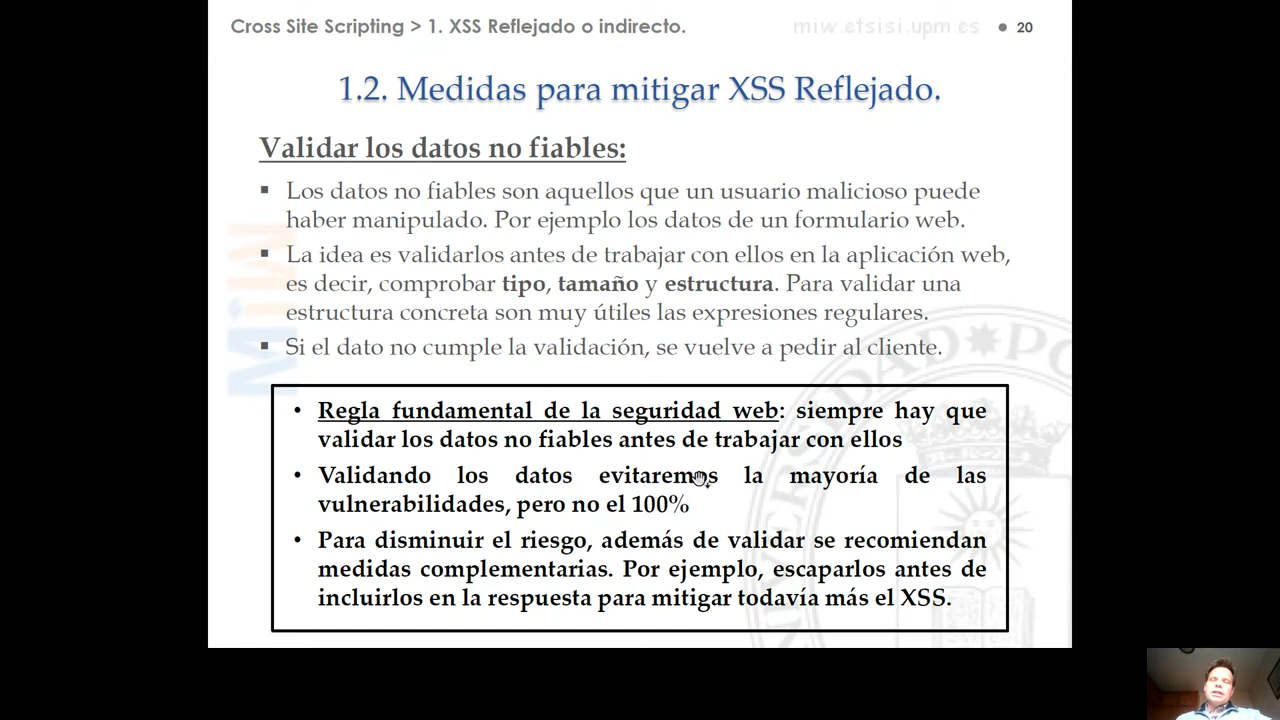 Cross Site Scripting > 1. XSS Reflejado o indirecto.
miw.etsisi.upm.es
20
1.2. Medidas para mitigar XSS Reflejado.
Validar los datos no fiables:
▪ Los datos no fiables son aquellos que un usuario malicioso puede
haber manipulado. Por ejemplo los datos de un formulario web.
▪ La idea es validarlos antes de trabajar con ellos en la aplicación web,
es decir, comprobar tipo, tamaño y estructura. Para validar una
estructura concreta son muy útiles las expresiones regulares.
▪ Si el dato no cumple la validación, se vuelve a pedir al cliente.
• Regla fundamental de la seguridad web: siempre hay que
validar los datos no fiables antes de trabajar con ellos
• Validando los datos evitaremos la mayoría de las
vulnerabilidades, pero no el 100%
• Para disminuir el riesgo, además de validar se recomiendan
medidas complementarias. Por ejemplo, escaparlos antes de
incluirlos en la respuesta para mitigar todavía más el XSS.
MiW